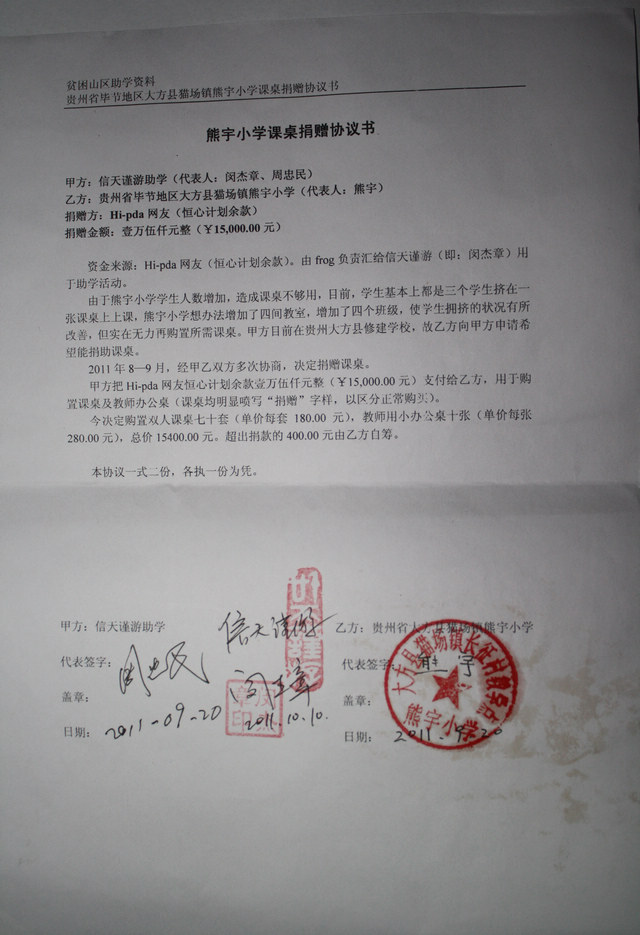 贫困山区助学资料
贵州省毕节地区大方县猫场镇熊宇小学课桌捐赠协议书
熊宇小学课桌捐赠协议书
甲方：信天谨游助学（代表人：闵杰章、周忠民）
乙方：贵州省毕节地区大方县猫场镇熊宇小学（代表人：熊宇）
捐赠方：Hi-pda 网友（恒心计划余款）
捐赠金额：壹万伍仟元整（￥15,000.00 元）
资金来源：Hi-pda 网友（恒心计划余款）。由 frog 负责汇给信天谨游（即：闵杰章）用
于助学活动。
由于熊宇小学学生人数增加，造成课桌不够用，目前，学生基本上都是三个学生挤在一
张课桌上上课，熊宇小学想办法增加了四间教室，增加了四个班级，使学生拥挤的状况有所
改善，但实在无力再购置所需课桌。甲方目前在贵州大方县修建学校，故乙方向甲方申请希
望能捐助课桌。
2011 年 8—9 月，经甲乙双方多次协商，决定捐赠课桌。
甲方把 Hi-pda 网友恒心计划余款壹万伍仟元整（￥15,000.00 元）支付给乙方，用于购
置课桌及教师办公桌（课桌均明显喷写“捐赠”字样，以区分正常购买）。
今决定购置双人课桌七十套（单价每套 180.00 元），教师用小办公桌十张（单价每张
280.00 元），总价 15400.00 元。超出捐款的 400.00 元由乙方自筹。
本协议一式二份，各执一份为凭。
甲方：信天谨游助学
信天谨游
乙方：贵州省大方县猫场镇熊宇小学
代表签字：周忠民
代表签字：熊宇
盖章：
盖章：
日期：2011-09-20
2011.10.10.
日期：2011.9.20
熊宇小学